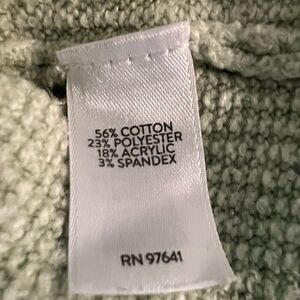 56% COTTON
23% POLYESTER
18% ACRYLIC
3% SPANDEX
RN 97641